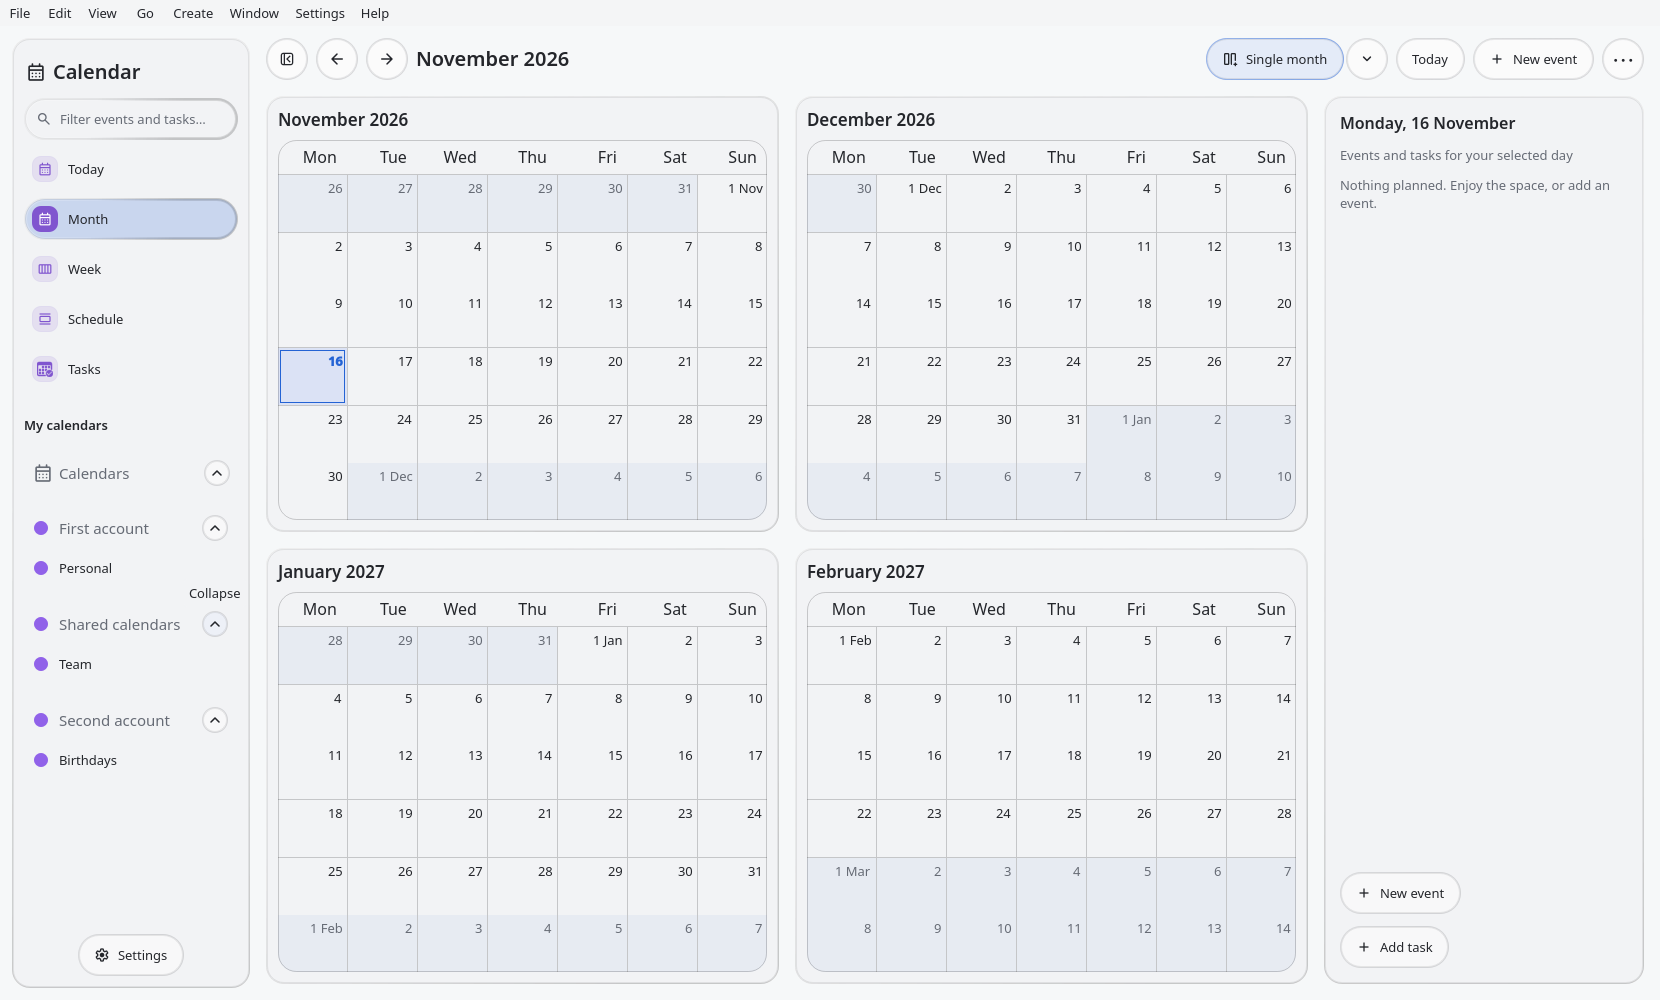 File Edit View Go Create Window Settings Help
Calendar
Filter events and tasks...
Today
Month
Week
Schedule
Tasks
My calendars
Calendars
First account
Personal
Collapse
Shared calendars
Team
Second account
Birthdays
Settings
November 2026
Single month
Today
New event
November 2026
Mon Tue Wed Thu Fri Sat Sun
26 27 28 29 30 31 1 Nov
2 3 4 5 6 7 8
9 10 11 12 13 14 15
16 17 18 19 20 21 22
23 24 25 26 27 28 29
30 1 Dec 2 3 4 5 6
December 2026
Mon Tue Wed Thu Fri Sat Sun
30 1 Dec 2 3 4 5 6
7 8 9 10 11 12 13
14 15 16 17 18 19 20
21 22 23 24 25 26 27
28 29 30 31 1 Jan 2 3
4 5 6 7 8 9 10
January 2027
Mon Tue Wed Thu Fri Sat Sun
28 29 30 31 1 Jan 2 3
4 5 6 7 8 9 10
11 12 13 14 15 16 17
18 19 20 21 22 23 24
25 26 27 28 29 30 31
1 Feb 2 3 4 5 6 7
February 2027
Mon Tue Wed Thu Fri Sat Sun
1 Feb 2 3 4 5 6 7
8 9 10 11 12 13 14
15 16 17 18 19 20 21
22 23 24 25 26 27 28
1 Mar 2 3 4 5 6 7
8 9 10 11 12 13 14
Monday, 16 November
Events and tasks for your selected day
Nothing planned. Enjoy the space, or add an
event.
New event
Add task